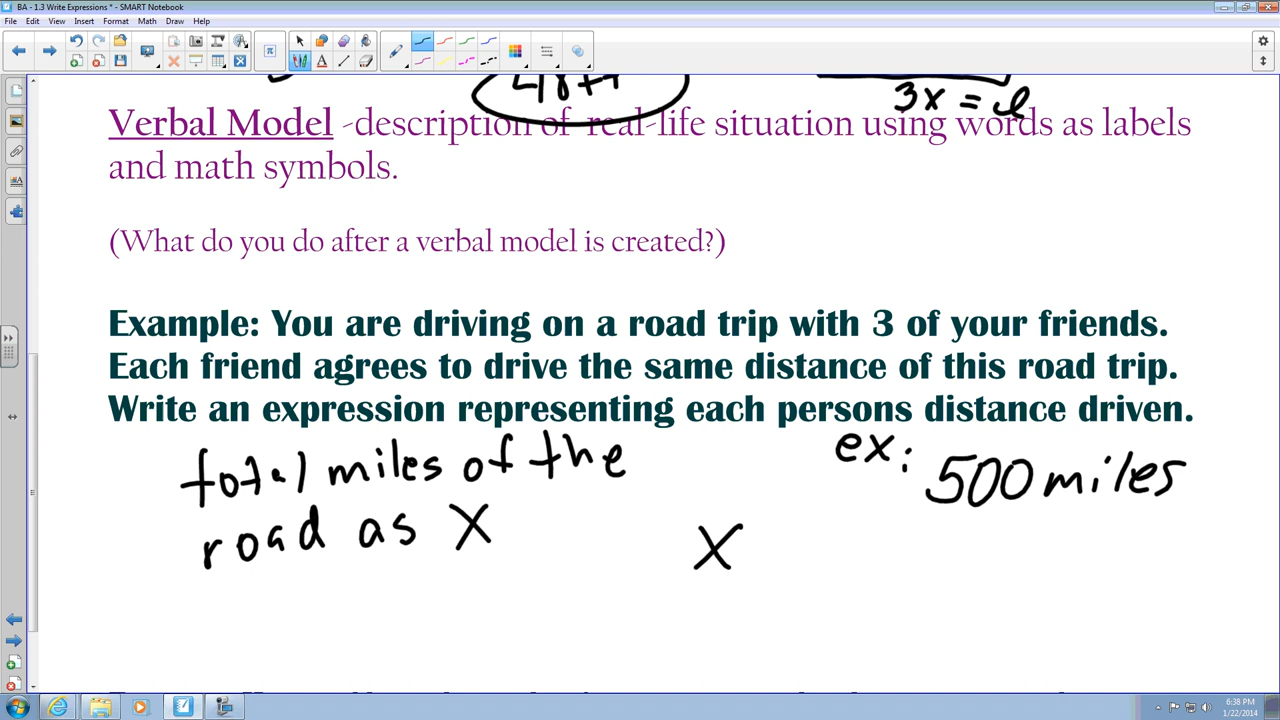 BA - 1.3 Write Expressions * - SMART Notebook
File Edit View Insert Format Math Draw Help
3x = l
Verbal Model -description of real-life situation using words as labels
and math symbols.
(What do you do after a verbal model is created?)
Example: You are driving on a road trip with 3 of your friends.
Each friend agrees to drive the same distance of this road trip.
Write an expression representing each persons distance driven.
total miles of the
road as X
ex: 500 miles
X
6:38 PM
1/22/2014